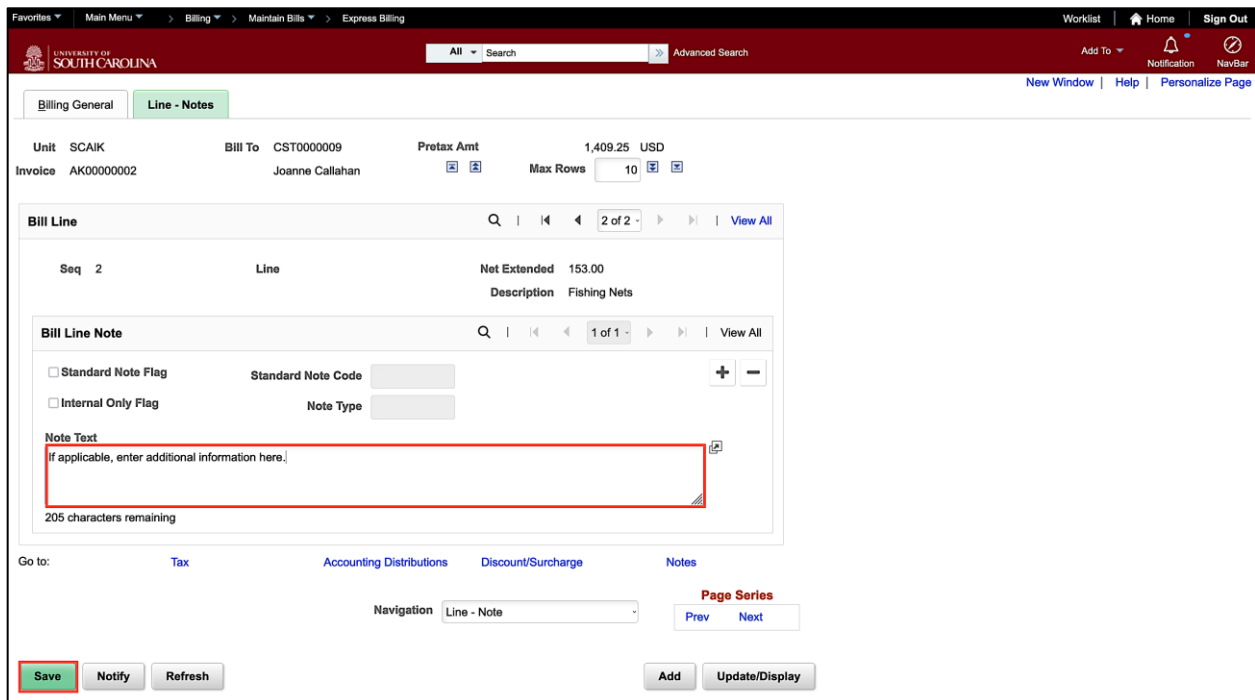 Favorites Main Menu > Billing > Maintain Bills > Express Billing Worklist Home Sign Out
UNIVERSITY OF
SOUTH CAROLINA
All Search Advanced Search Add To Notification NavBar
New Window | Help | Personalize Page
Billing General Line - Notes
Unit SCAIK Bill To CST0000009 Pretax Amt 1,409.25 USD
Invoice AK00000002 Joanne Callahan Max Rows 10
Bill Line 2 of 2 | View All
Seq 2 Line Net Extended 153.00
Description Fishing Nets
Bill Line Note 1 of 1 | View All
Standard Note Flag Standard Note Code
Internal Only Flag Note Type
Note Text
If applicable, enter additional information here.
205 characters remaining
Go to: Tax Accounting Distributions Discount/Surcharge Notes
Page Series
Navigation Line - Note Prev Next
Save Notify Refresh Add Update/Display